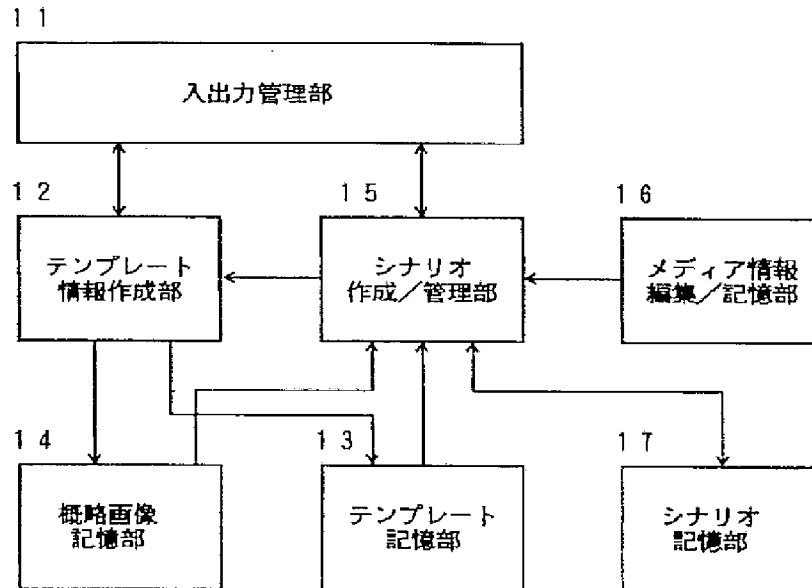 １１
入出力管理部
１２
テンプレート
情報作成部
１５
シナリオ
作成／管理部
１６
メディア情報
編集／記憶部
１４
概略画像
記憶部
１３
テンプレート
記憶部
１７
シナリオ
記憶部